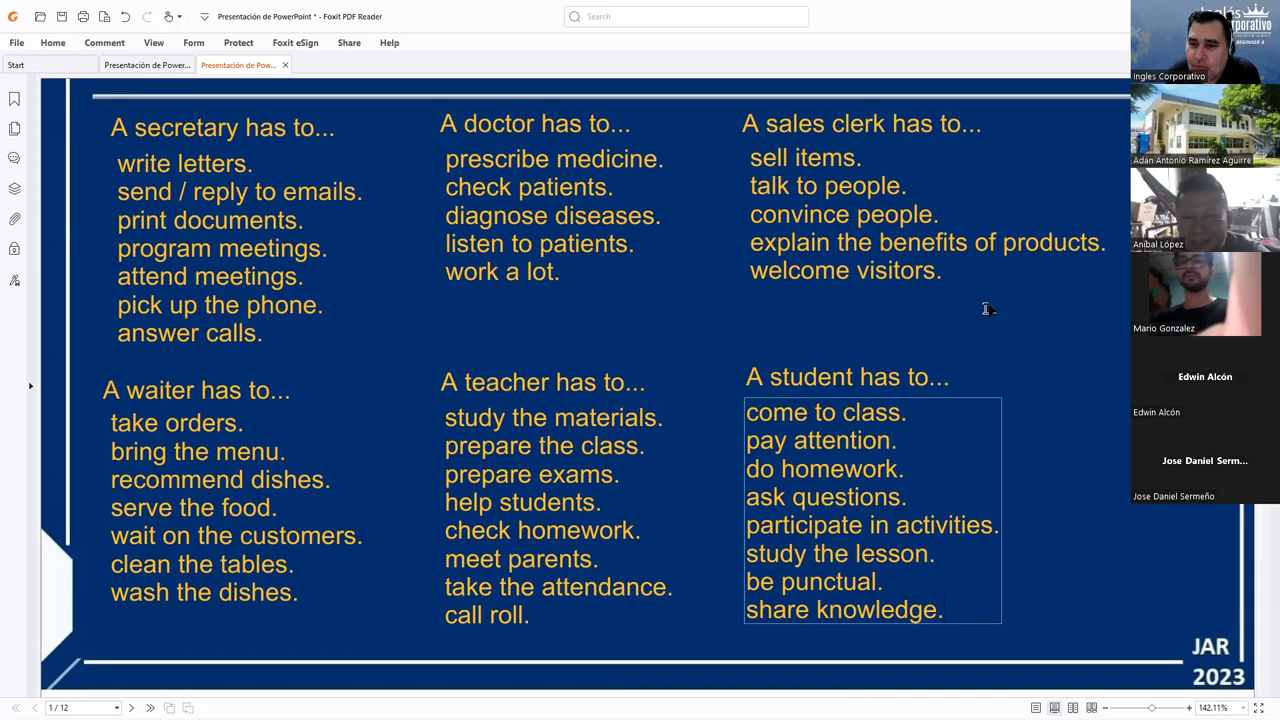 Presentación de PowerPoint * - Foxit PDF Reader
Search
File Home Comment View Form Protect Foxit eSign Share Help
Start
Presentación de Power...
Presentación de Pow...
A secretary has to...
write letters.
send / reply to emails.
print documents.
program meetings.
attend meetings.
pick up the phone.
answer calls.
A doctor has to...
prescribe medicine.
check patients.
diagnose diseases.
listen to patients.
work a lot.
A sales clerk has to...
sell items.
talk to people.
convince people.
explain the benefits of products.
welcome visitors.
A waiter has to...
take orders.
bring the menu.
recommend dishes.
serve the food.
wait on the customers.
clean the tables.
wash the dishes.
A teacher has to...
study the materials.
prepare the class.
prepare exams.
help students.
check homework.
meet parents.
take the attendance.
call roll.
A student has to...
come to class.
pay attention.
do homework.
ask questions.
participate in activities.
study the lesson.
be punctual.
share knowledge.
JAR
2023
Inglés
Corporativo
BEGINNER 4
Ingles Corporativo
Adán Antonio Ramírez Aguirre
Aníbal López
Mario Gonzalez
Edwin Alcón
Edwin Alcón
Jose Daniel Serm...
Jose Daniel Sermeño
1 / 12
142.11%